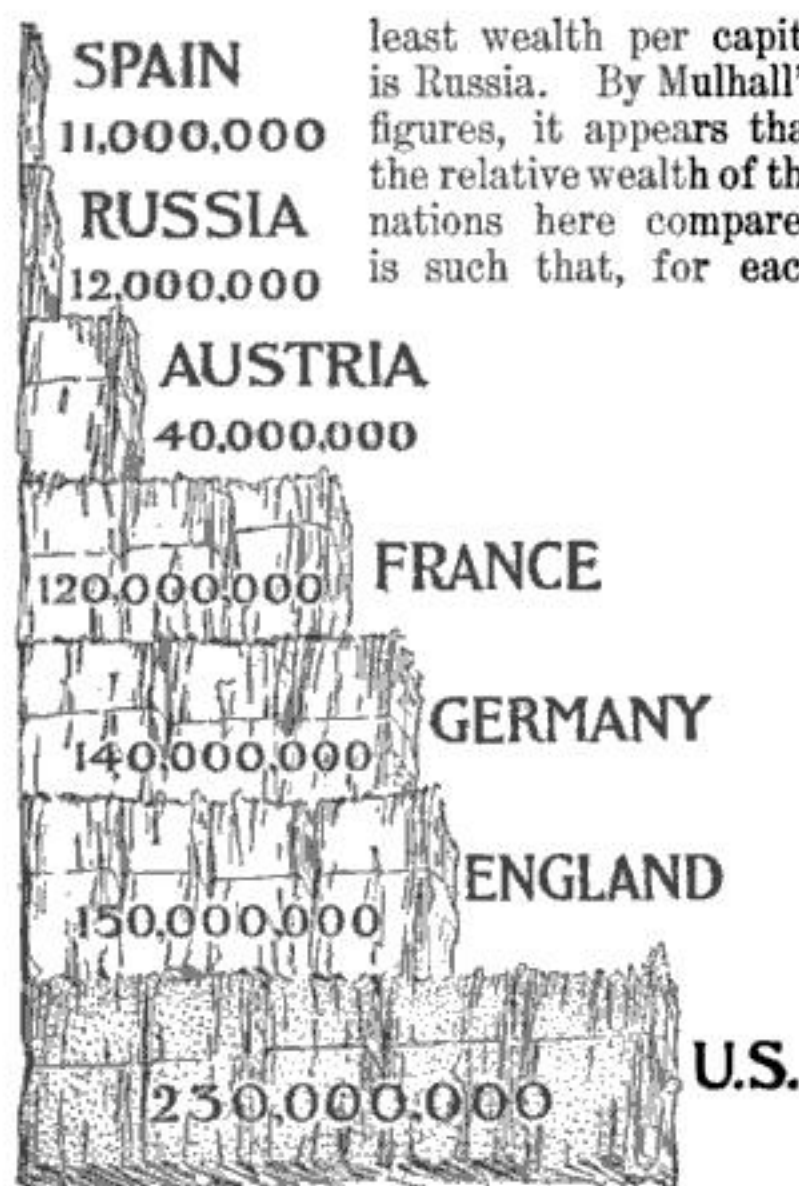 least wealth per capit
is Russia. By Mulhall'
figures, it appears tha
the relative wealth of th
nations here compare
is such that, for eac
SPAIN
11,000,000
RUSSIA
12,000,000
AUSTRIA
40,000,000
FRANCE
120,000,000
GERMANY
140,000,000
ENGLAND
150,000,000
U.S.
230,000,000